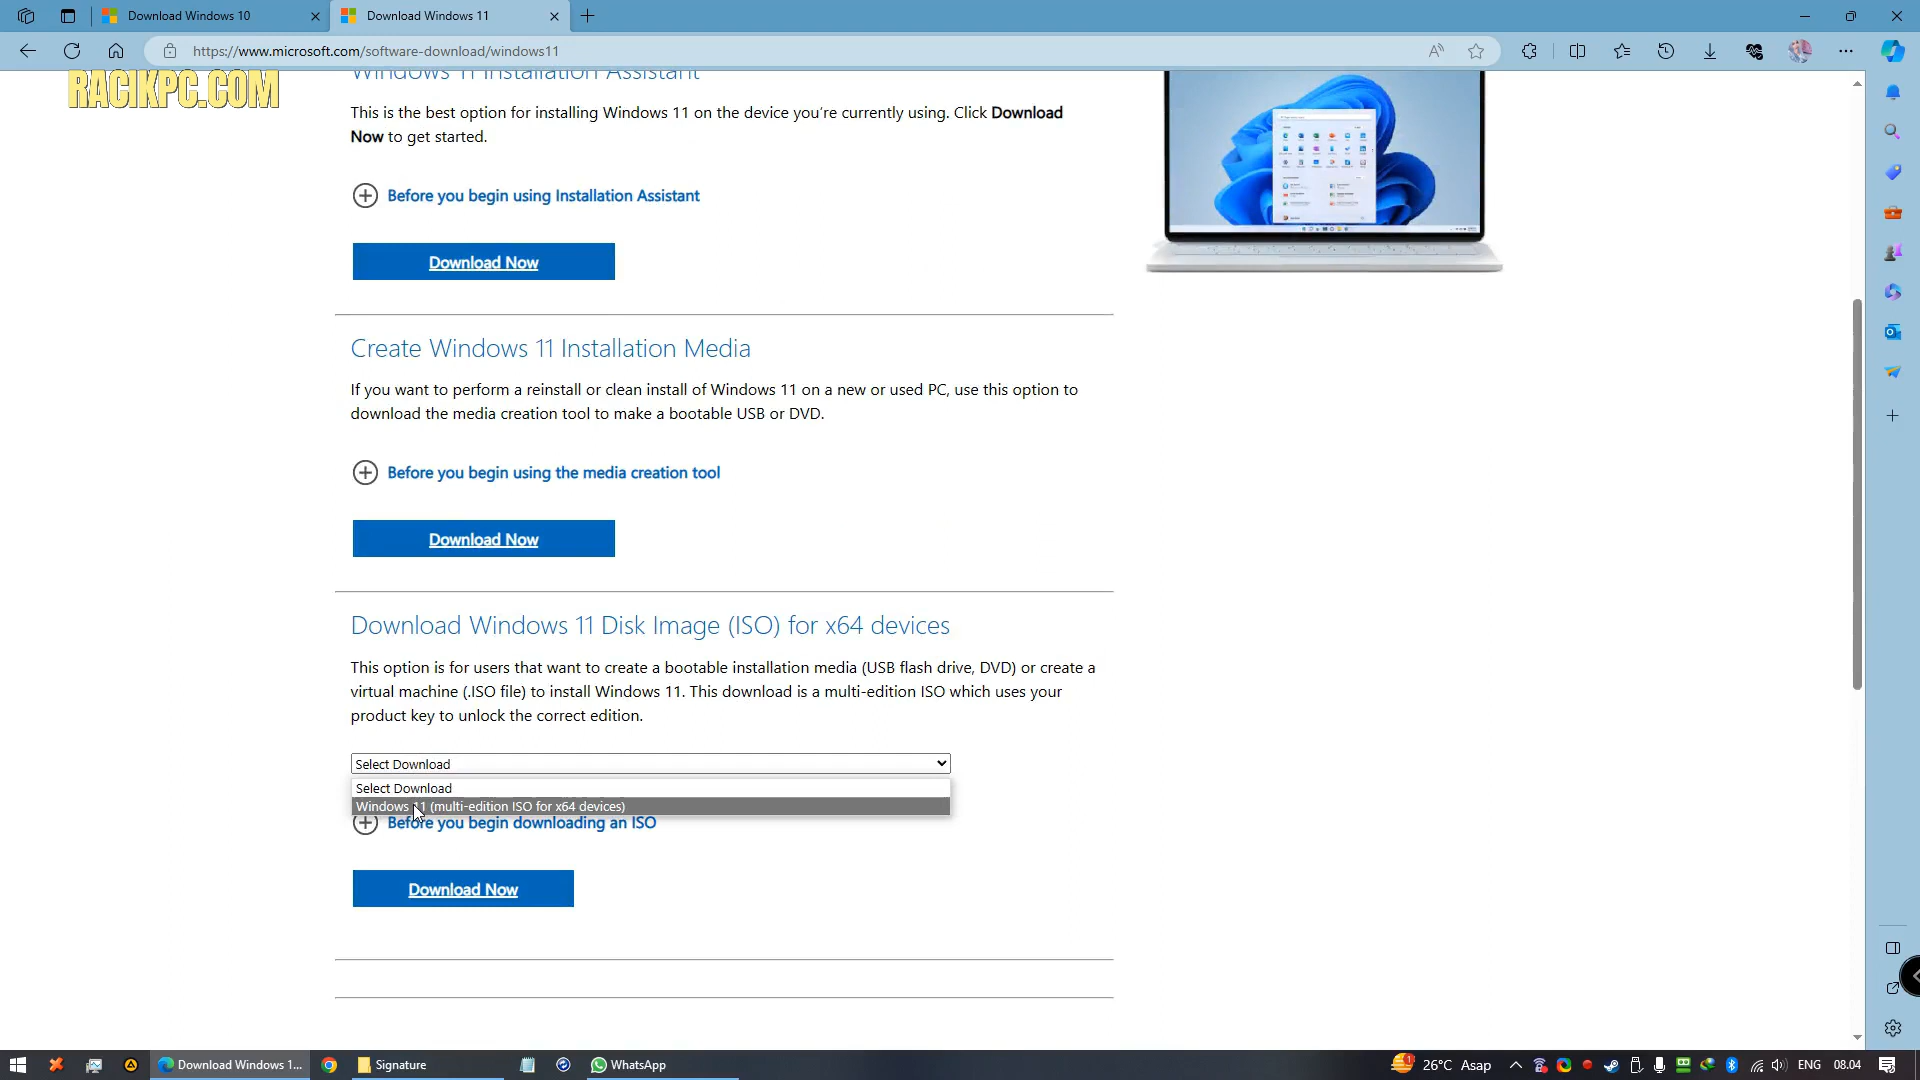 Download Windows 10
Download Windows 11
https://www.microsoft.com/software-download/windows11
RACIKPC.COM
Windows 11 Installation Assistant
This is the best option for installing Windows 11 on the device you're currently using. Click Download
Now to get started.
Before you begin using Installation Assistant
Download Now
Create Windows 11 Installation Media
If you want to perform a reinstall or clean install of Windows 11 on a new or used PC, use this option to
download the media creation tool to make a bootable USB or DVD.
Before you begin using the media creation tool
Download Now
Download Windows 11 Disk Image (ISO) for x64 devices
This option is for users that want to create a bootable installation media (USB flash drive, DVD) or create a
virtual machine (.ISO file) to install Windows 11. This download is a multi-edition ISO which uses your
product key to unlock the correct edition.
Select Download
Select Download
Windows 11 (multi-edition ISO for x64 devices)
Before you begin downloading an ISO
Download Now
Download Windows 1...
Signature
WhatsApp
1
26°C Asap
ENG
08.04